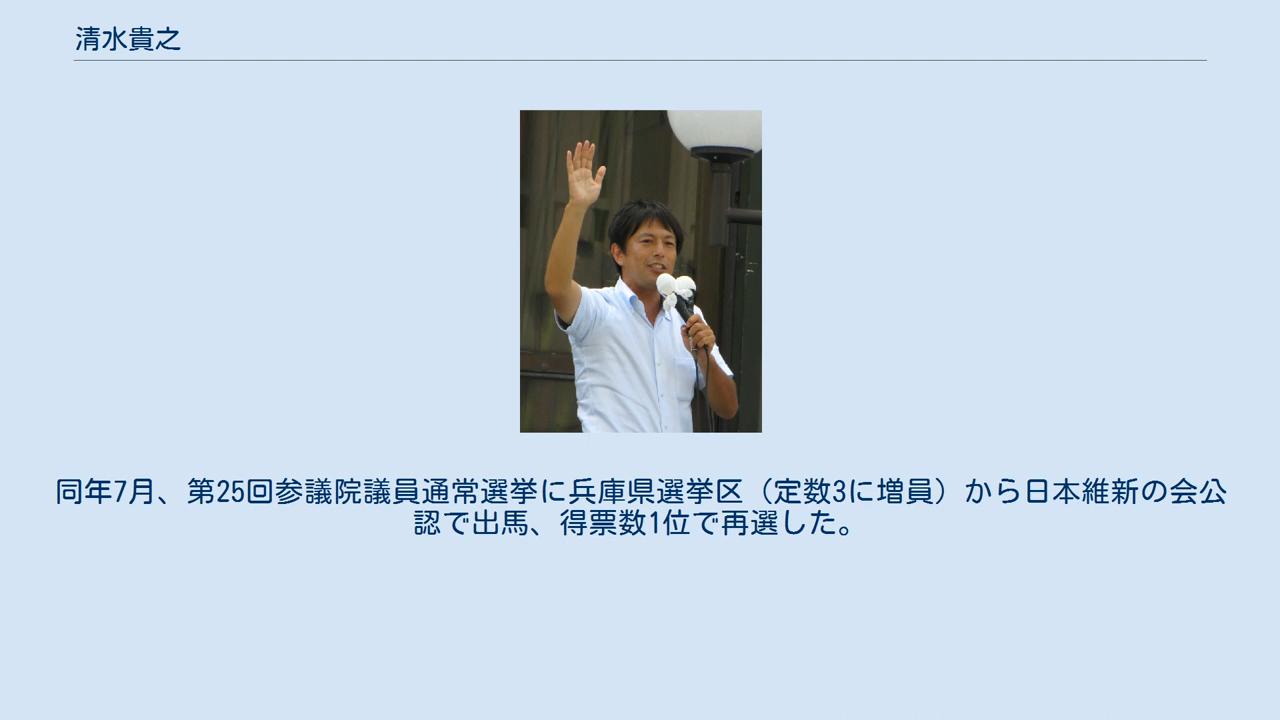 清水貴之
同年7月、第25回参議院議員通常選挙に兵庫県選挙区（定数3に増員）から日本維新の会公
認で出馬、得票数1位で再選した。